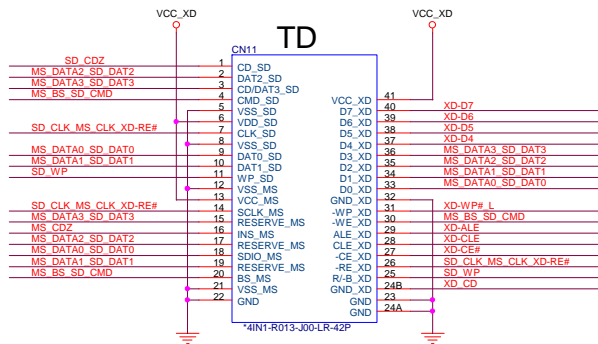 VCC_XD VCC_XD
TD
CN11
SD_CDZ 1 CD_SD
MS_DATA2_SD_DAT2 2 DAT2_SD
MS_DATA3_SD_DAT3 3 CD/DAT3_SD
MS_BS_SD_CMD 4 CMD_SD VCC_XD 41
5 VSS_SD D7_XD 40 XD-D7
6 VDD_SD D6_XD 39 XD-D6
SD_CLK_MS_CLK_XD-RE# 7 CLK_SD D5_XD 38 XD-D5
8 VSS_SD D4_XD 37 XD-D4
MS_DATA0_SD_DAT0 9 DAT0_SD D3_XD 36 MS_DATA3_SD_DAT3
MS_DATA1_SD_DAT1 10 DAT1_SD D2_XD 35 MS_DATA2_SD_DAT2
SD_WP 11 WP_SD D1_XD 34 MS_DATA1_SD_DAT1
12 VSS_MS D0_XD 33 MS_DATA0_SD_DAT0
13 VCC_MS GND_XD 32
SD_CLK_MS_CLK_XD-RE# 14 SCLK_MS -WP_XD 31 XD-WP#_L
MS_DATA3_SD_DAT3 15 RESERVE_MS -WE_XD 30 MS_BS_SD_CMD
MS_CDZ 16 INS_MS ALE_XD 29 XD-ALE
MS_DATA2_SD_DAT2 17 RESERVE_MS CLE_XD 28 XD-CLE
MS_DATA0_SD_DAT0 18 SDIO_MS -CE_XD 27 XD-CE#
MS_DATA1_SD_DAT1 19 RESERVE_MS -RE_XD 26 SD_CLK_MS_CLK_XD-RE#
MS_BS_SD_CMD 20 BS_MS R/-B_XD 25 SD_WP
21 VSS_MS GND_XD 24B XD_CD
22 GND GND 23
GND 24A
*4IN1-R013-J00-LR-42P